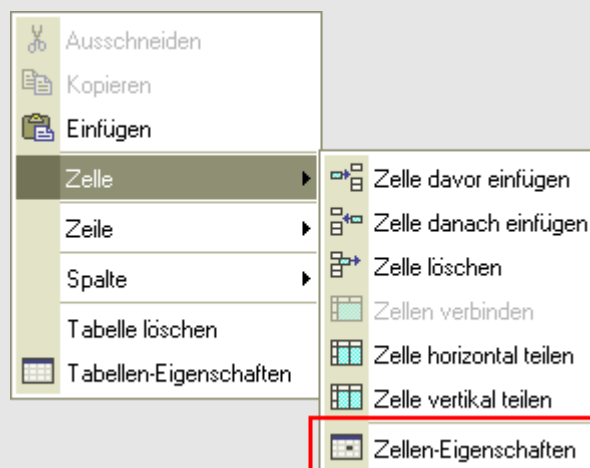 Ausschneiden
Kopieren
Einfügen
Zelle
Zeile
Spalte
Tabelle löschen
Tabellen-Eigenschaften
Zelle davor einfügen
Zelle danach einfügen
Zelle löschen
Zellen verbinden
Zelle horizontal teilen
Zelle vertikal teilen
Zellen-Eigenschaften